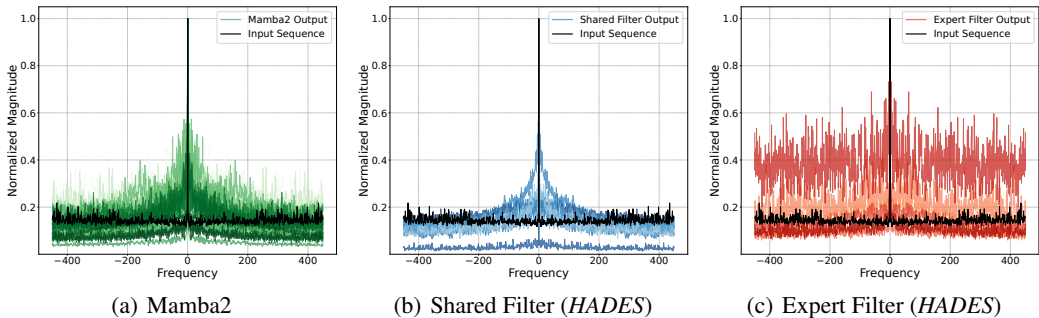 1.0
0.8
0.6
0.4
0.2
Normalized Magnitude
−400 −200 0 200 400
Frequency
Mamba2 Output
Input Sequence
(a) Mamba2
1.0
0.8
0.6
0.4
0.2
Normalized Magnitude
−400 −200 0 200 400
Frequency
Shared Filter Output
Input Sequence
(b) Shared Filter (HADES)
1.0
0.8
0.6
0.4
0.2
Normalized Magnitude
−400 −200 0 200 400
Frequency
Expert Filter Output
Input Sequence
(c) Expert Filter (HADES)